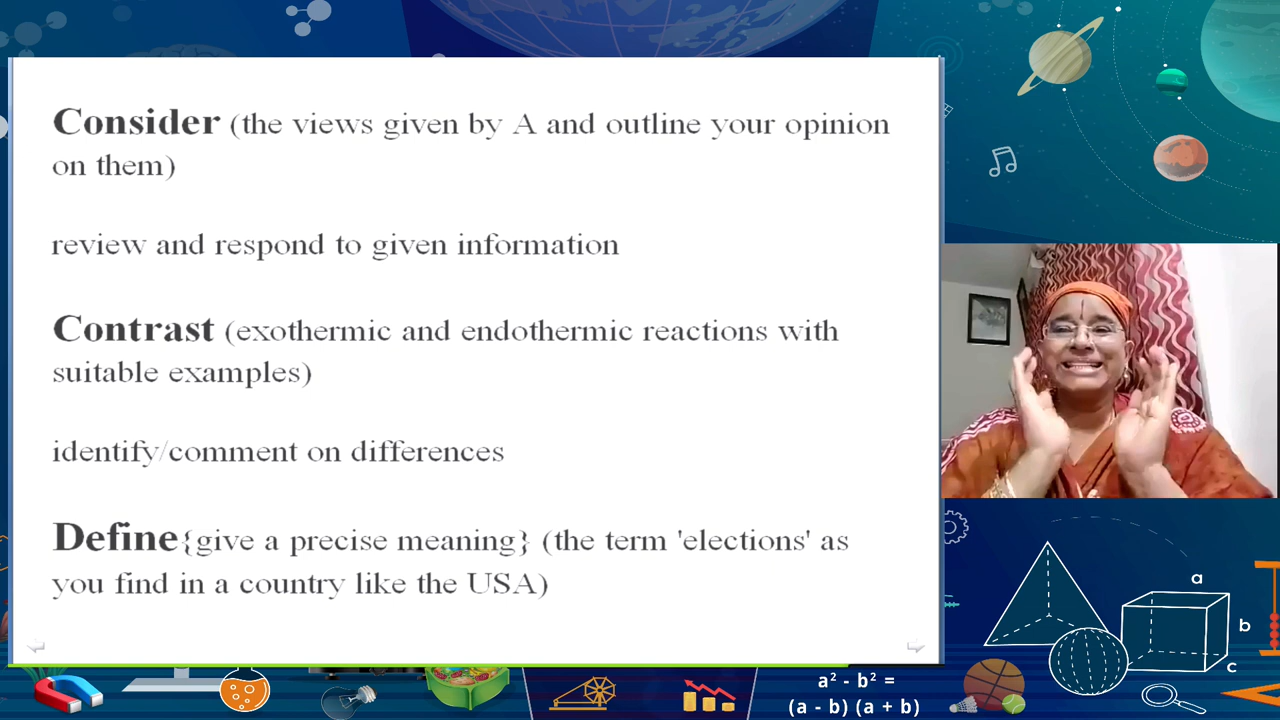 Consider (the views given by A and outline your opinion
on them)
review and respond to given information
Contrast (exothermic and endothermic reactions with
suitable examples)
identify/comment on differences
Define{give a precise meaning} (the term 'elections' as
you find in a country like the USA)
a
b
c
a² - b² =
(a - b) (a + b)